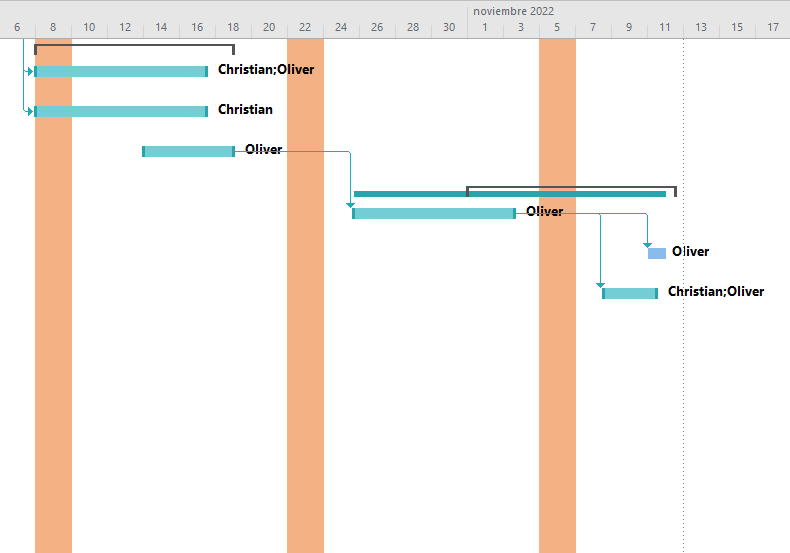 noviembre 2022
6 8 10 12 14 16 18 20 22 24 26 28 30 1 3 5 7 9 11 13 15 17
Christian;Oliver
Christian
Oliver
Oliver
Oliver
Christian;Oliver